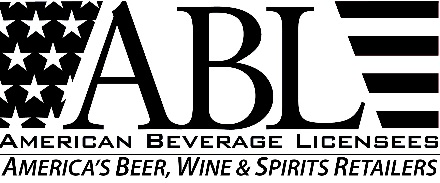 ABL
AMERICAN BEVERAGE LICENSEES
AMERICA'S BEER, WINE & SPIRITS RETAILERS